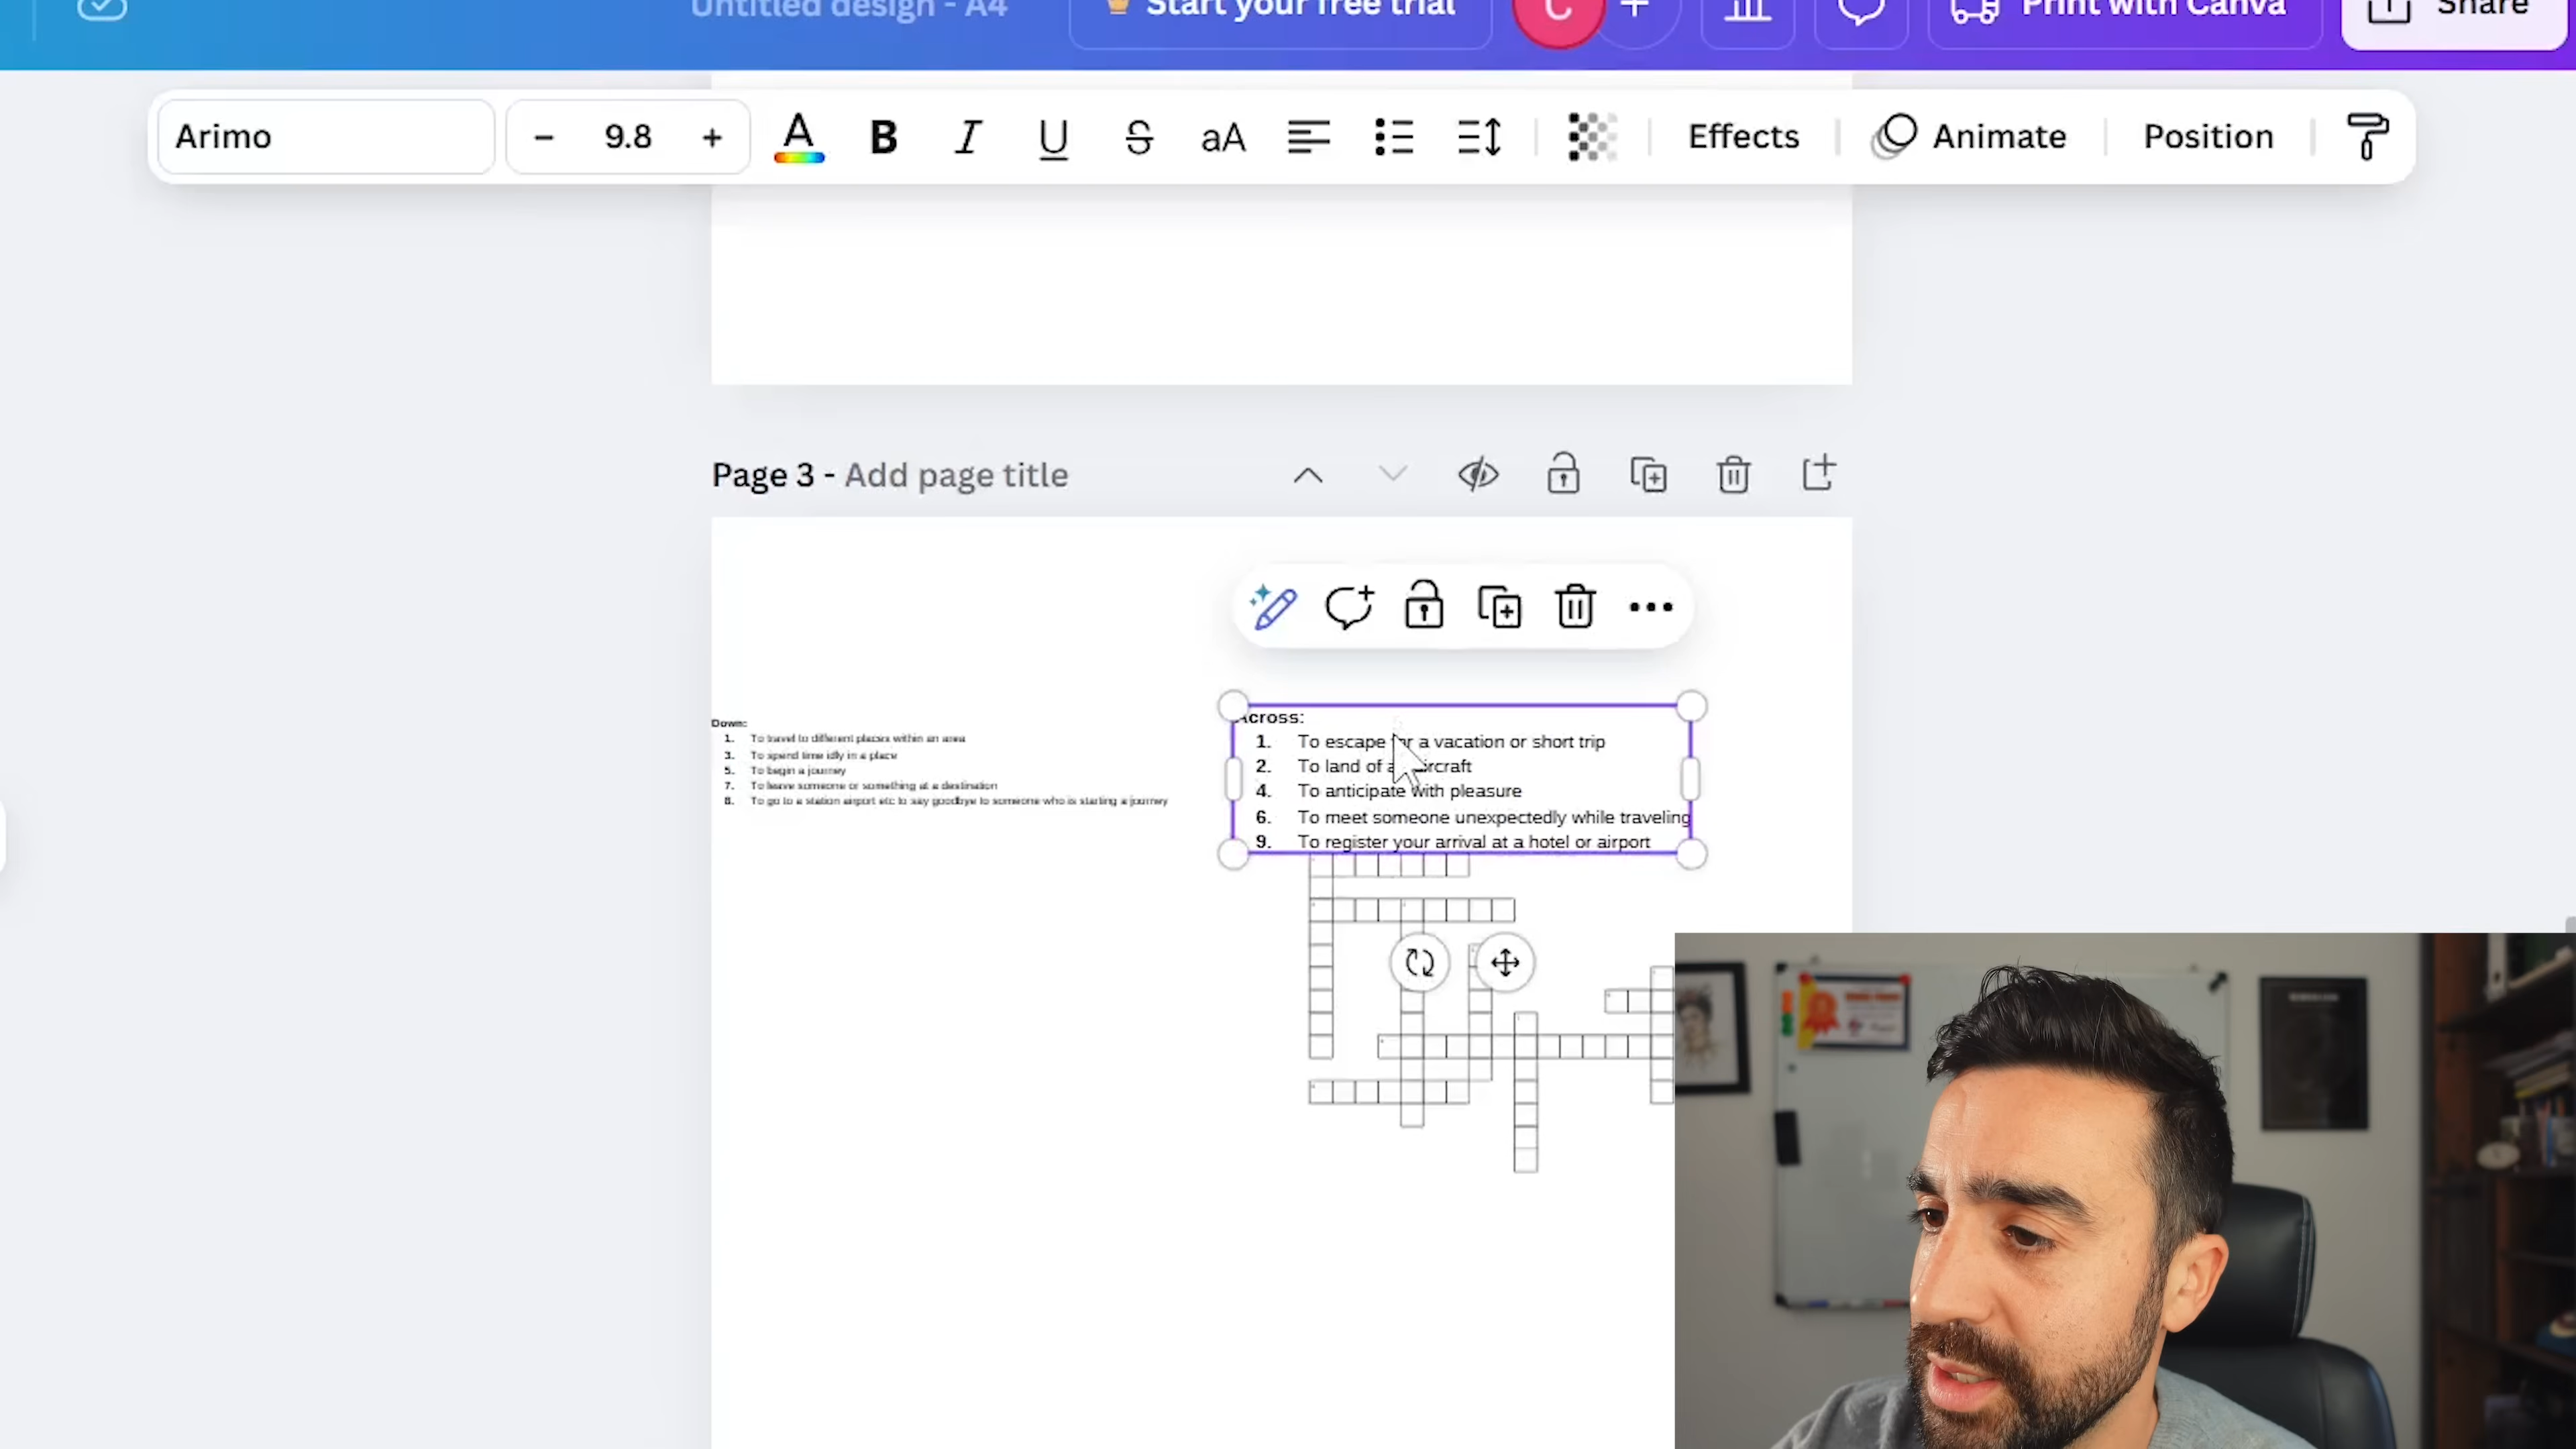 Untitled design - A4
Start your free trial
C
Print with Canva
Share
Arimo
9.8
A
B
I
U
S
aA
Effects
Animate
Position
Page 3 - Add page title
Down:
1. To travel to different places within an area
3. To spend time idly in a place
5. To begin a journey
7. To leave someone or something at a destination
8. To go to a station airport etc to say goodbye to someone who is starting a journey
Across:
1. To escape for a vacation or short trip
2. To land of a aircraft
4. To anticipate with pleasure
6. To meet someone unexpectedly while traveling
9. To register your arrival at a hotel or airport